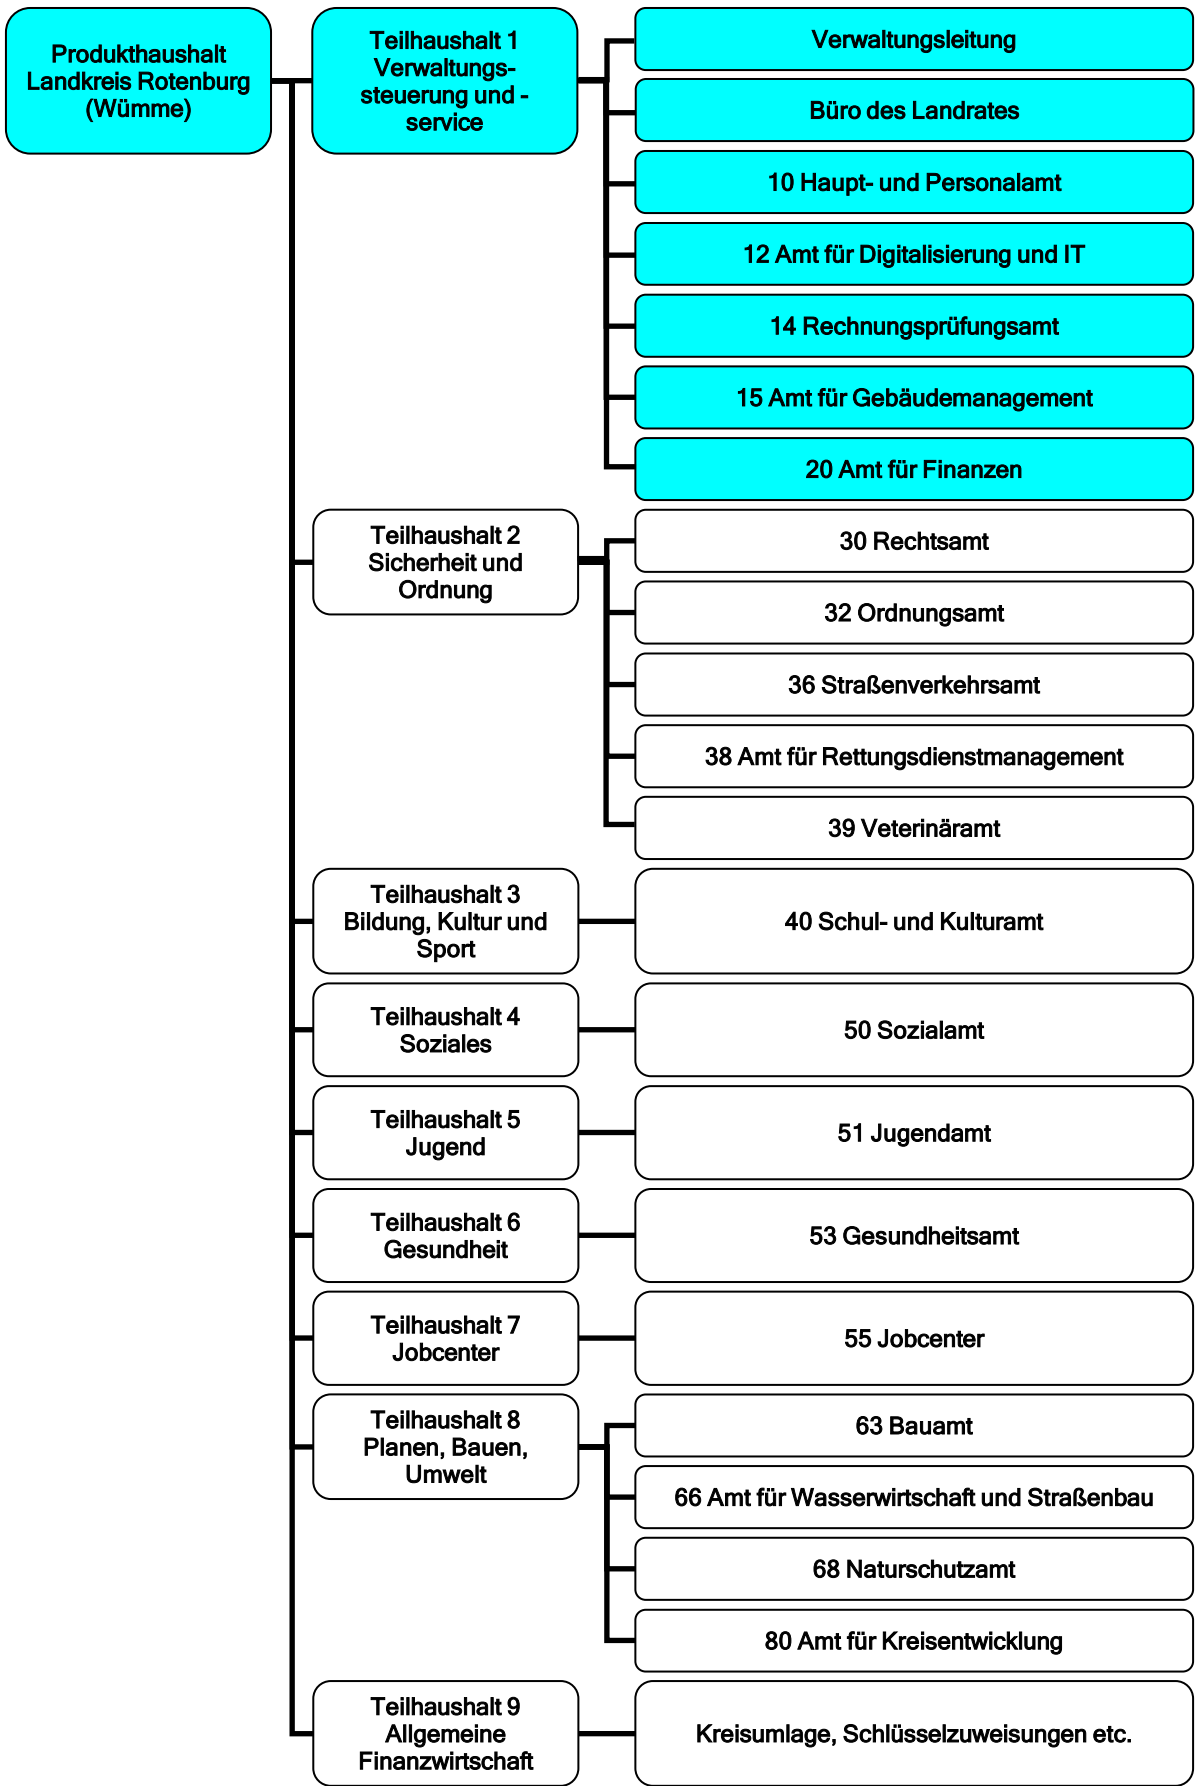 Produkthaushalt
Landkreis Rotenburg
(Wümme)
Teilhaushalt 1
Verwaltungs-
steuerung und -
service
Verwaltungsleitung
Büro des Landrates
10 Haupt- und Personalamt
12 Amt für Digitalisierung und IT
14 Rechnungsprüfungsamt
15 Amt für Gebäudemanagement
20 Amt für Finanzen
Teilhaushalt 2
Sicherheit und
Ordnung
30 Rechtsamt
32 Ordnungsamt
36 Straßenverkehrsamt
38 Amt für Rettungsdienstmanagement
39 Veterinäramt
Teilhaushalt 3
Bildung, Kultur und
Sport
40 Schul- und Kulturamt
Teilhaushalt 4
Soziales
50 Sozialamt
Teilhaushalt 5
Jugend
51 Jugendamt
Teilhaushalt 6
Gesundheit
53 Gesundheitsamt
Teilhaushalt 7
Jobcenter
55 Jobcenter
Teilhaushalt 8
Planen, Bauen,
Umwelt
63 Bauamt
66 Amt für Wasserwirtschaft und Straßenbau
68 Naturschutzamt
80 Amt für Kreisentwicklung
Teilhaushalt 9
Allgemeine
Finanzwirtschaft
Kreisumlage, Schlüsselzuweisungen etc.